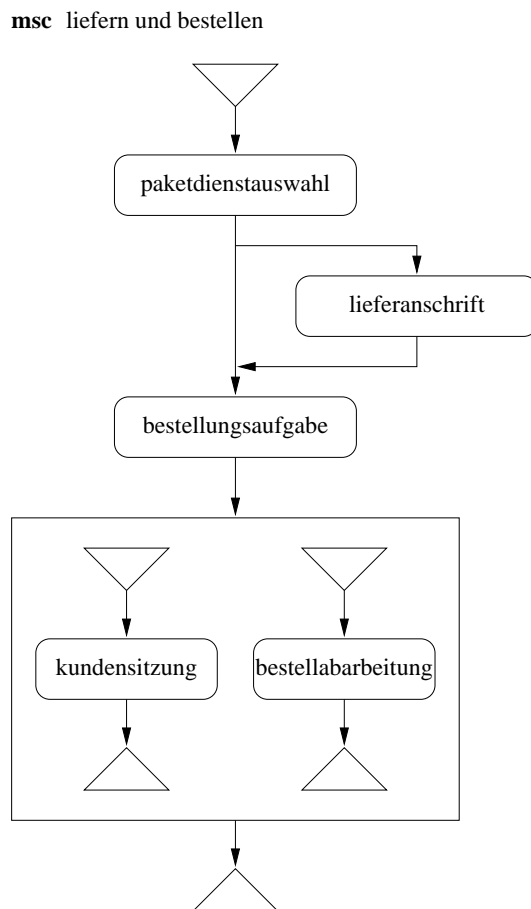 msc liefern und bestellen
paketdienstauswahl
lieferanschrift
bestellungsaufgabe
kundensitzung
bestellabarbeitung